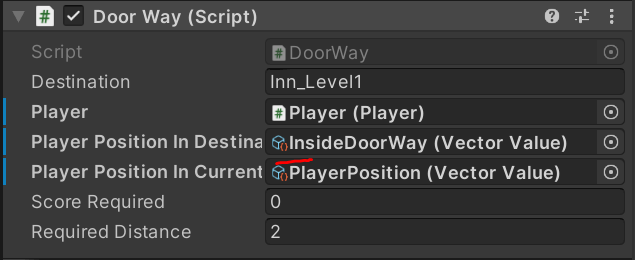 Door Way (Script)
Script DoorWay
Destination Inn_Level1
Player Player (Player)
Player Position In Destina InsideDoorWay (Vector Value)
Player Position In Current PlayerPosition (Vector Value)
Score Required 0
Required Distance 2